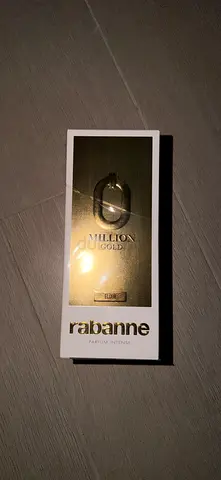 MILLION
GOLD
ELIXIR
rabanne
PARFUM INTENSE